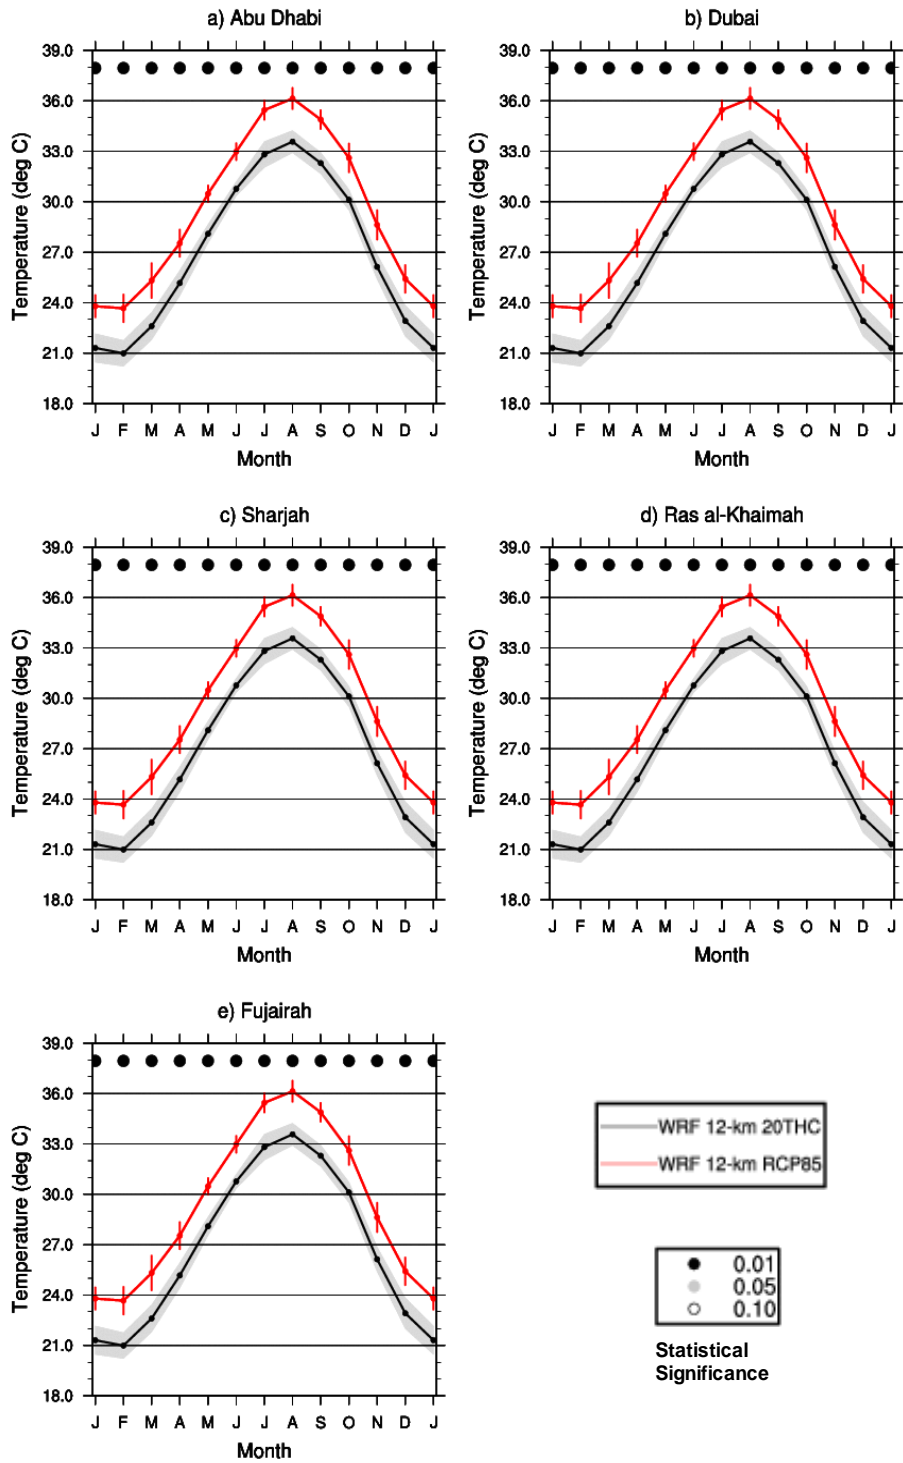 a) Abu Dhabi
39.0
36.0
33.0
30.0
27.0
24.0
21.0
18.0
Temperature (deg C)
J F M A M J J A S O N D J
Month
b) Dubai
39.0
36.0
33.0
30.0
27.0
24.0
21.0
18.0
Temperature (deg C)
J F M A M J J A S O N D J
Month
c) Sharjah
39.0
36.0
33.0
30.0
27.0
24.0
21.0
18.0
Temperature (deg C)
J F M A M J J A S O N D J
Month
d) Ras al-Khaimah
39.0
36.0
33.0
30.0
27.0
24.0
21.0
18.0
Temperature (deg C)
J F M A M J J A S O N D J
Month
e) Fujairah
39.0
36.0
33.0
30.0
27.0
24.0
21.0
18.0
Temperature (deg C)
J F M A M J J A S O N D J
Month
WRF 12-km 20THC
WRF 12-km RCP85
0.01
0.05
0.10
Statistical
Significance